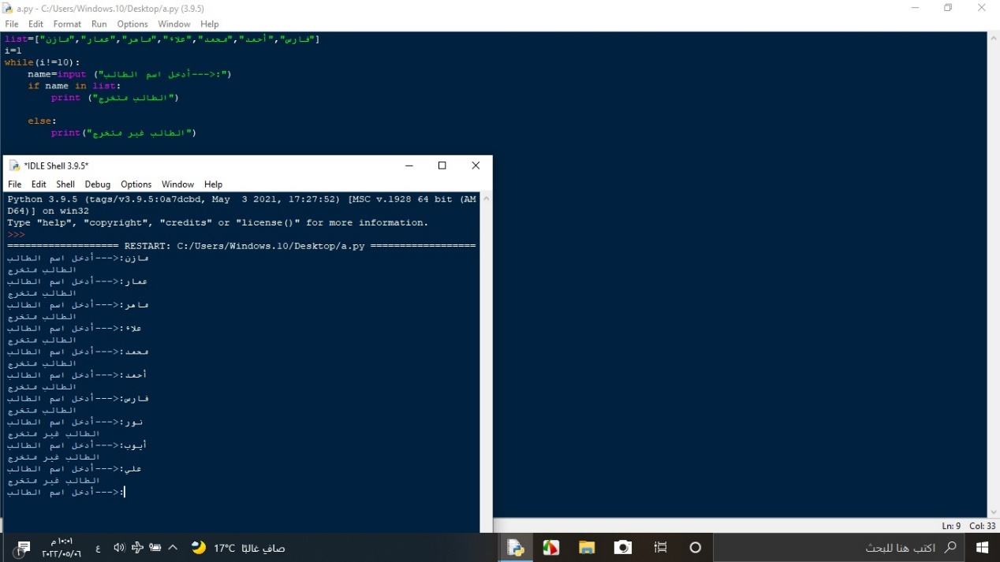 a.py - C:/Users/Windows.10/Desktop/a.py (3.9.5)
File Edit Format Run Options Window Help
list=["مازن","عمار","ماهر","علاء","محمد","أحمد","فارس"]
i=1
while(i!=10):
name=input ("أدخل اسم الطالب--->:")
if name in list:
print ("الطالب متخرج")
else:
print("الطالب غير متخرج")
*IDLE Shell 3.9.5*
File Edit Shell Debug Options Window Help
Python 3.9.5 (tags/v3.9.5:0a7dcbd, May 3 2021, 17:27:52) [MSC v.1928 64 bit (AM
D64)] on win32
Type "help", "copyright", "credits" or "license()" for more information.
>>>
=================== RESTART: C:/Users/Windows.10/Desktop/a.py ==================
أدخل اسم الطالب--->:مازن
الطالب متخرج
أدخل اسم الطالب--->:عمار
الطالب متخرج
أدخل اسم الطالب--->:ماهر
الطالب متخرج
أدخل اسم الطالب--->:علاء
الطالب متخرج
أدخل اسم الطالب--->:محمد
الطالب متخرج
أدخل اسم الطالب--->:أحمد
الطالب متخرج
أدخل اسم الطالب--->:فارس
الطالب متخرج
أدخل اسم الطالب--->:نور
الطالب غير متخرج
أدخل اسم الطالب--->:أيوب
الطالب غير متخرج
أدخل اسم الطالب--->:علي
الطالب غير متخرج
أدخل اسم الطالب--->:
Ln: 9 Col: 33
اكتب هنا للبحث
17°C صافٍ غالبًا
ع
١٠:٠١ م
٢٠٢٢/٠٥/٠٦
١